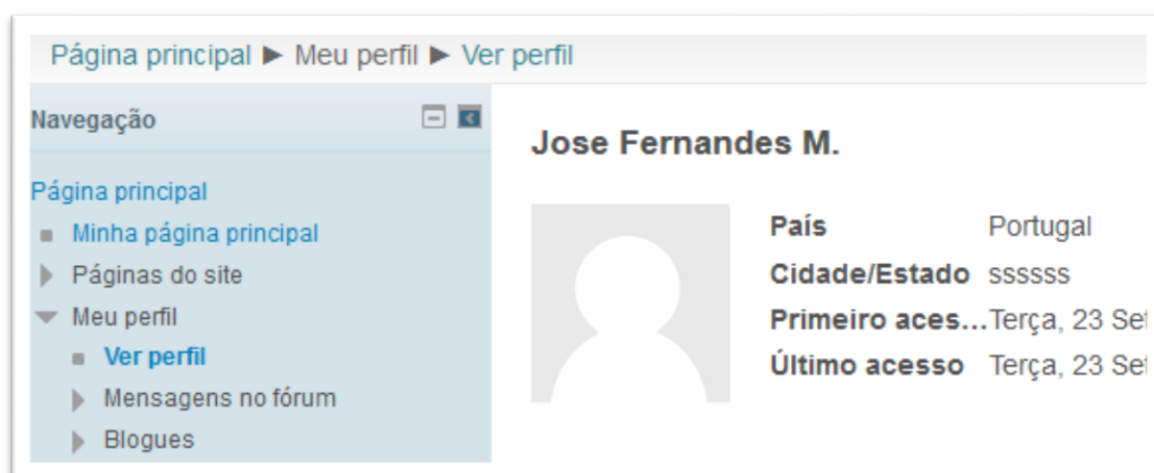 Página principal ► Meu perfil ► Ver perfil
Navegação
Página principal
Minha página principal
Páginas do site
Meu perfil
Ver perfil
Mensagens no fórum
Blogues
Jose Fernandes M.
País Portugal
Cidade/Estado ssssss
Primeiro aces... Terça, 23 Set
Último acesso Terça, 23 Set